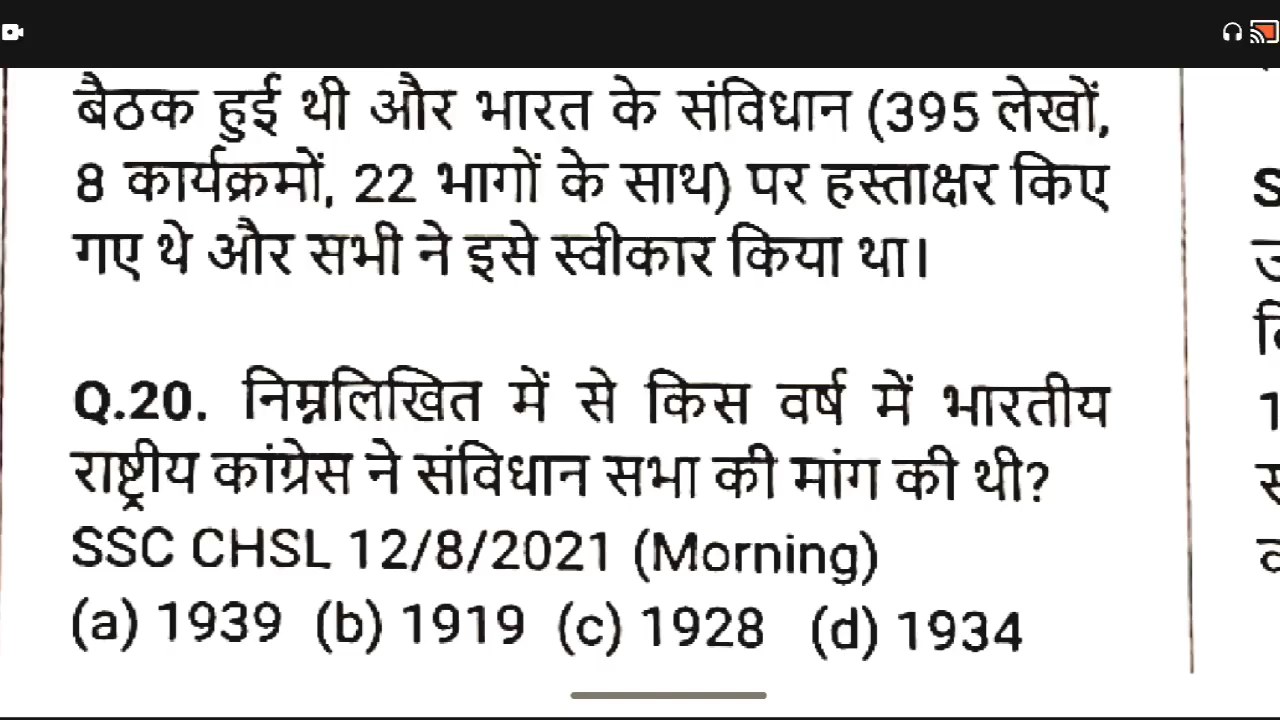 बैठक हुई थी और भारत के संविधान (395 लेखों,
8 कार्यक्रमों, 22 भागों के साथ) पर हस्ताक्षर किए
गए थे और सभी ने इसे स्वीकार किया था।
Q.20. निम्नलिखित में से किस वर्ष में भारतीय
राष्ट्रीय कांग्रेस ने संविधान सभा की मांग की थी?
SSC CHSL 12/8/2021 (Morning)
(a) 1939 (b) 1919 (c) 1928 (d) 1934